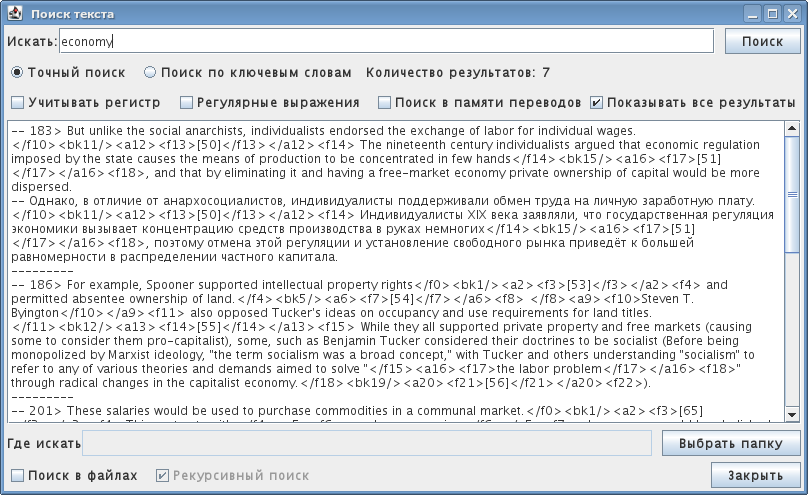 Поиск текста
Искать: economy
Поиск
Точный поиск Поиск по ключевым словам Количество результатов: 7
Учитывать регистр Регулярные выражения Поиск в памяти переводов Показывать все результаты
-- 183> But unlike the social anarchists, individualists endorsed the exchange of labor for individual wages.
</f10><bk11/><a12><f13>[50]</f13></a12><f14> The nineteenth century individualists argued that economic regulation
imposed by the state causes the means of production to be concentrated in few hands</f14><bk15/><a16><f17>[51]
</f17></a16><f18>, and that by eliminating it and having a free-market economy private ownership of capital would be more
dispersed.
-- Однако, в отличие от анархосоциалистов, индивидуалисты поддерживали обмен труда на личную заработную плату.
</f10><bk11/><a12><f13>[50]</f13></a12><f14> Индивидуалисты XIX века заявляли, что государственная регуляция
экономики вызывает концентрацию средств производства в руках немногих</f14><bk15/><a16><f17>[51]
</f17></a16><f18>, поэтому отмена этой регуляции и установление свободного рынка приведёт к большей
равномерности в распределении частного капитала.
---------
-- 186> For example, Spooner supported intellectual property rights</f0><bk1/><a2><f3>[53]</f3></a2><f4> and
permitted absentee ownership of land.</f4><bk5/><a6><f7>[54]</f7></a6><f8> </f8><a9><f10>Steven T.
Byington</f10></a9><f11> also opposed Tucker's ideas on occupancy and use requirements for land titles.
</f11><bk12/><a13><f14>[55]</f14></a13><f15> While they all supported private property and free markets (causing
some to consider them pro-capitalist), some, such as Benjamin Tucker considered their doctrines to be socialist (Before being
monopolized by Marxist ideology, "the term socialism was a broad concept," with Tucker and others understanding "socialism" to
refer to any of various theories and demands aimed to solve "</f15><a16><f17>the labor problem</f17></a16><f18>"
through radical changes in the capitalist economy.</f18><bk19/><a20><f21>[56]</f21></a20><f22>).
---------
-- 201> These salaries would be used to purchase commodities in a communal market.</f0><bk1/><a2><f3>[65]
Где искать
Выбрать папку
Поиск в файлах Рекурсивный поиск
Закрыть